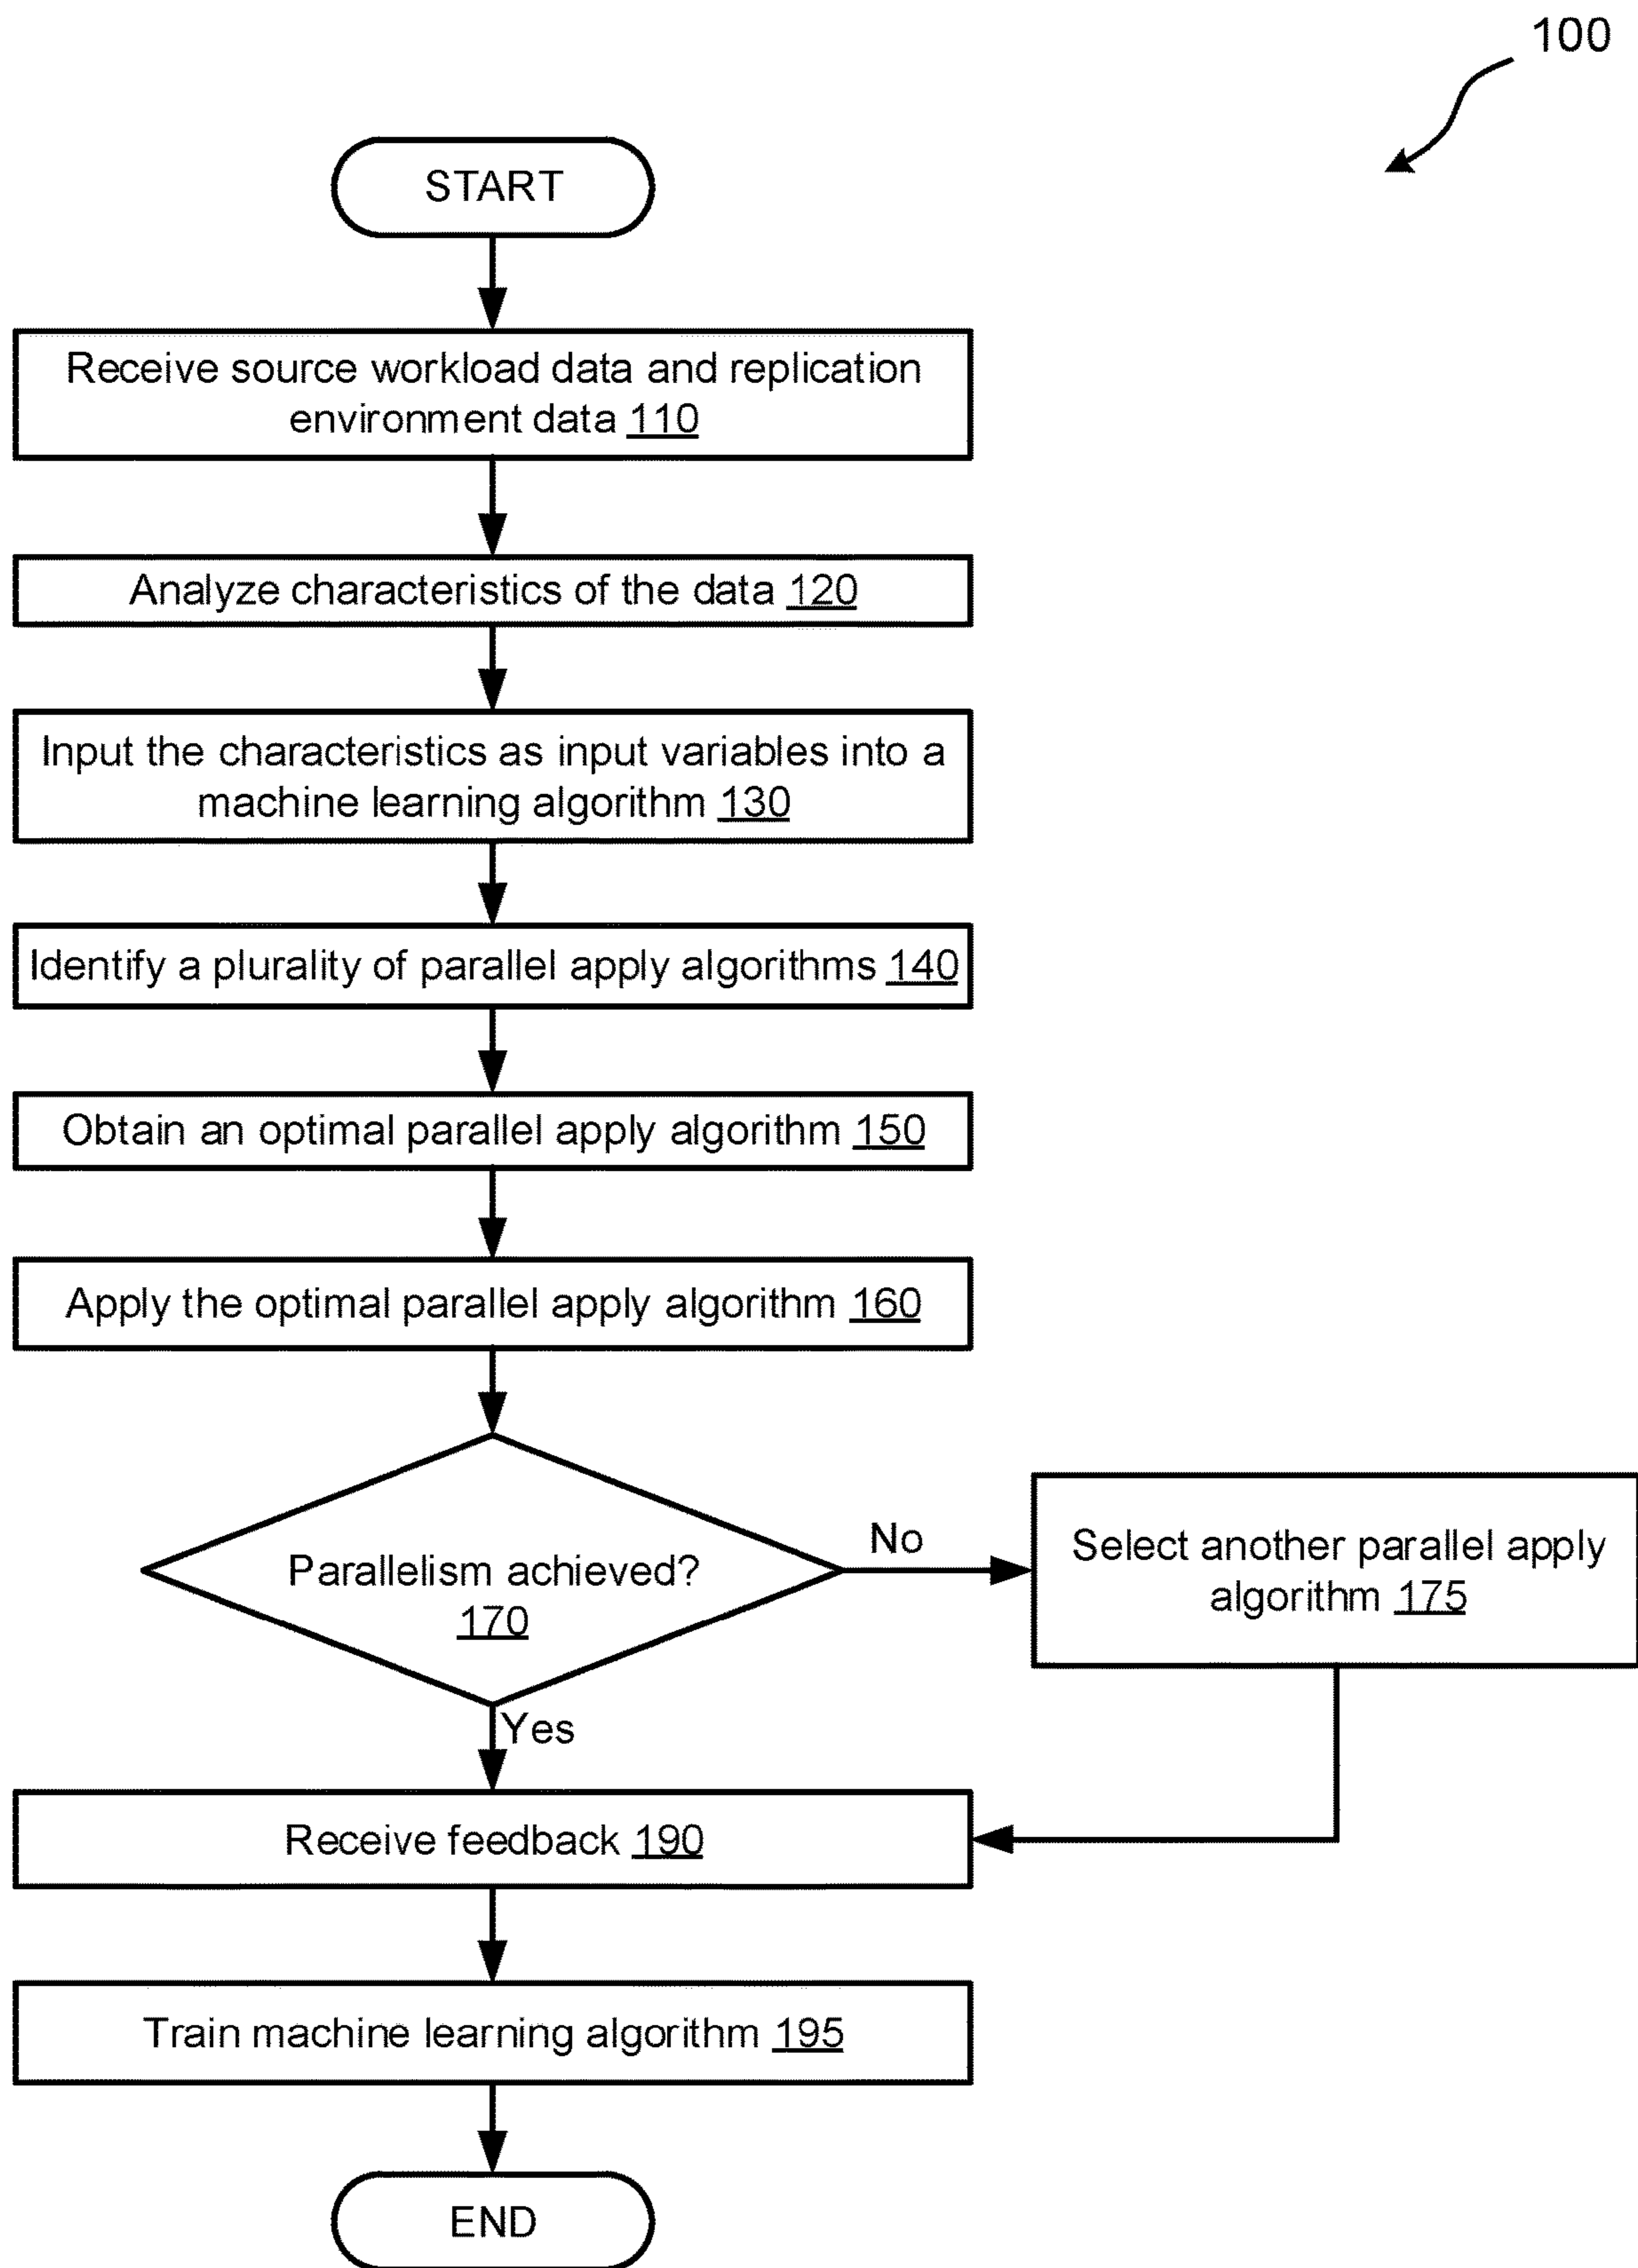 100
START
Receive source workload data and replication
environment data 110
Analyze characteristics of the data 120
Input the characteristics as input variables into a
machine learning algorithm 130
Identify a plurality of parallel apply algorithms 140
Obtain an optimal parallel apply algorithm 150
Apply the optimal parallel apply algorithm 160
Parallelism achieved?
170
No
Select another parallel apply
algorithm 175
Yes
Receive feedback 190
Train machine learning algorithm 195
END